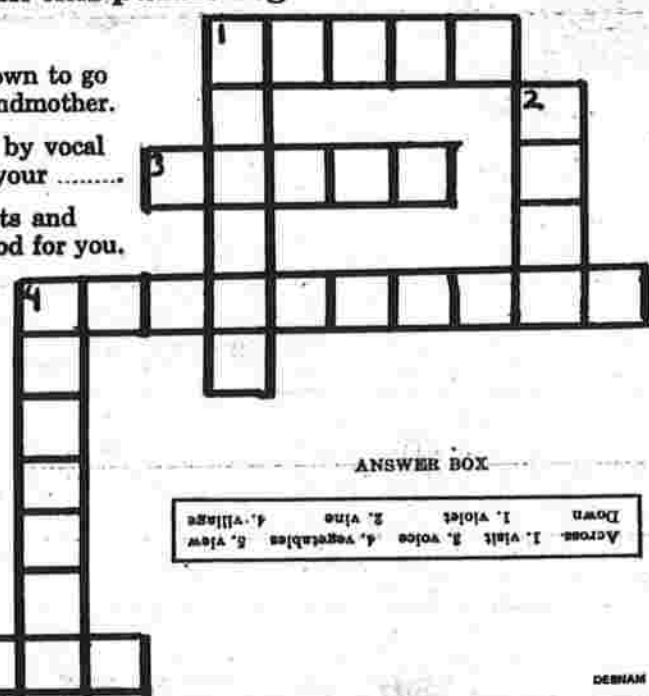 own to go
ndmother.
by vocal
your .........
ts and
od for you.
1
2
3
4
ANSWER BOX
Across 1. visit 3. voice 4. vegetables 5. view
Down 1. violet 2. vine 4. village
DEBNAM